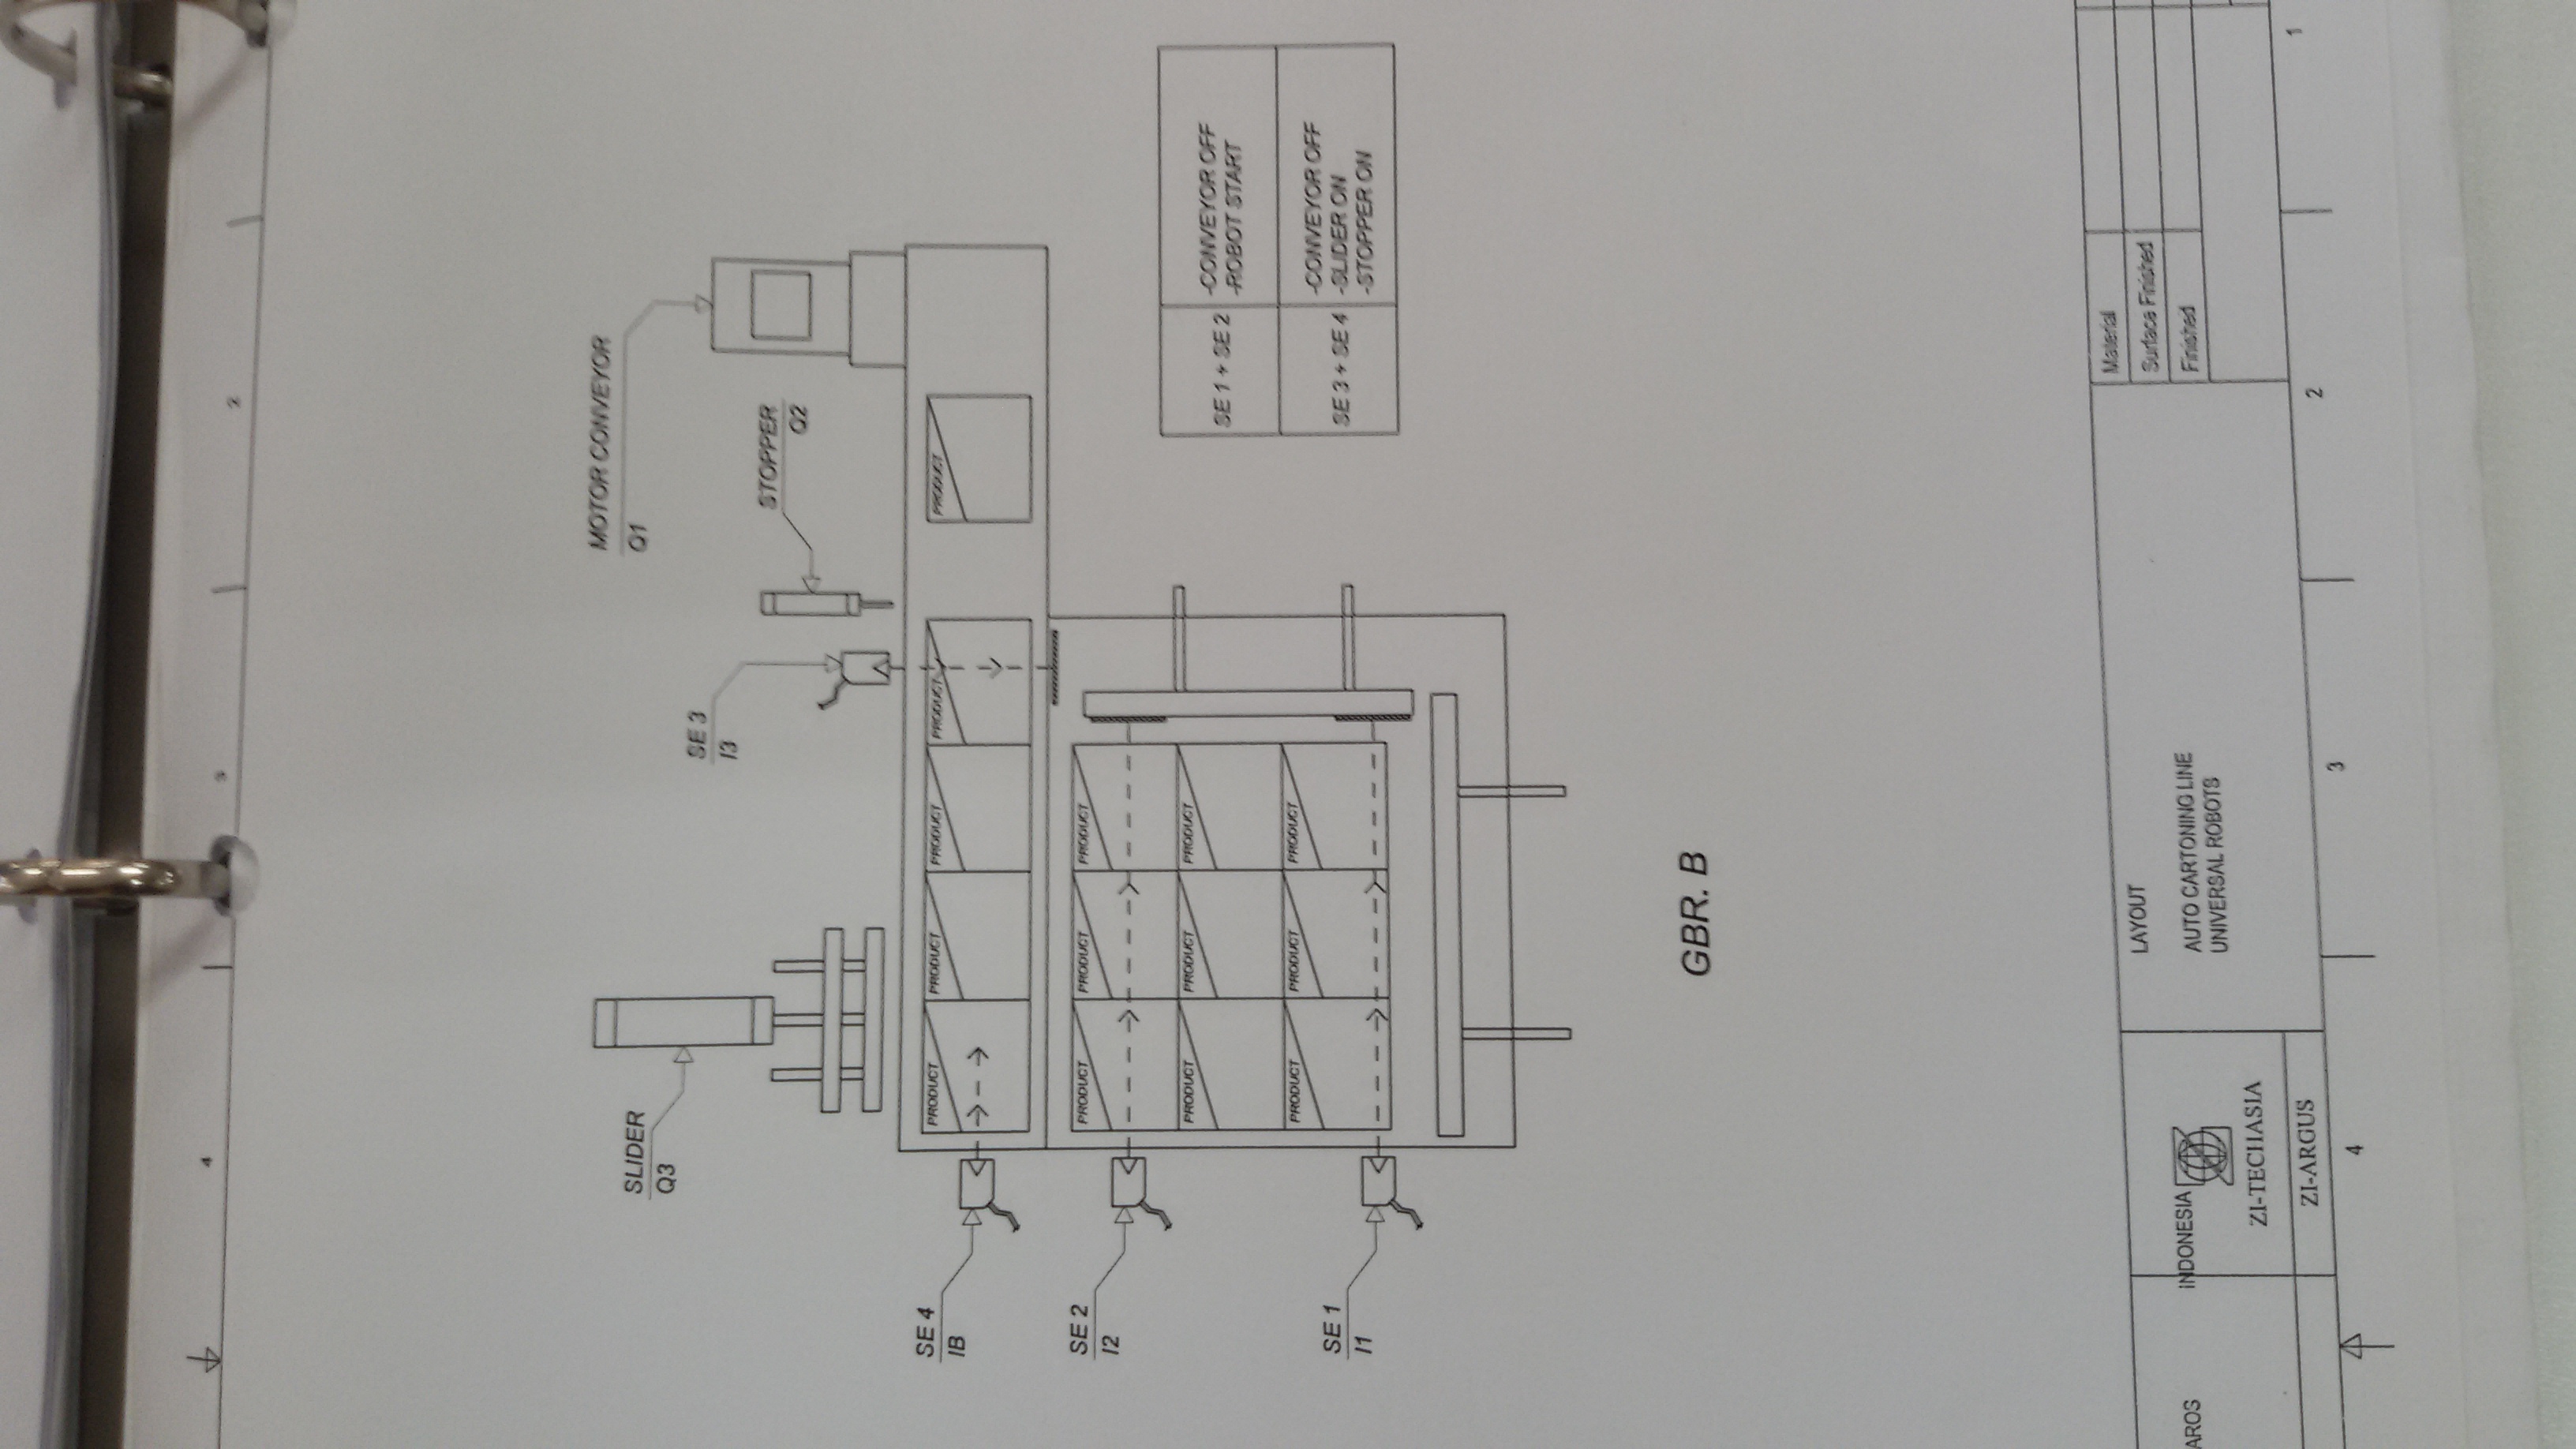 4
3
2
SLIDER
Q3
SE 3
I3
STOPPER
Q2
MOTOR CONVEYOR
Q1
SE 4
IB
SE 2
I2
SE 1
I1
PRODUCT
PRODUCT
PRODUCT
PRODUCT
PRODUCT
PRODUCT
PRODUCT
PRODUCT
PRODUCT
PRODUCT
PRODUCT
PRODUCT
PRODUCT
PRODUCT
SE 1 + SE 2
-CONVEYOR OFF
-ROBOT START
SE 3 + SE 4
-CONVEYOR OFF
-SLIDER ON
-STOPPER ON
GBR. B
AROS
INDONESIA
ZI-TECHASIA
ZI-ARGUS
LAYOUT
AUTO CARTONING LINE
UNIVERSAL ROBOTS
Material
Surface Finished
Finished
4
3
2
1